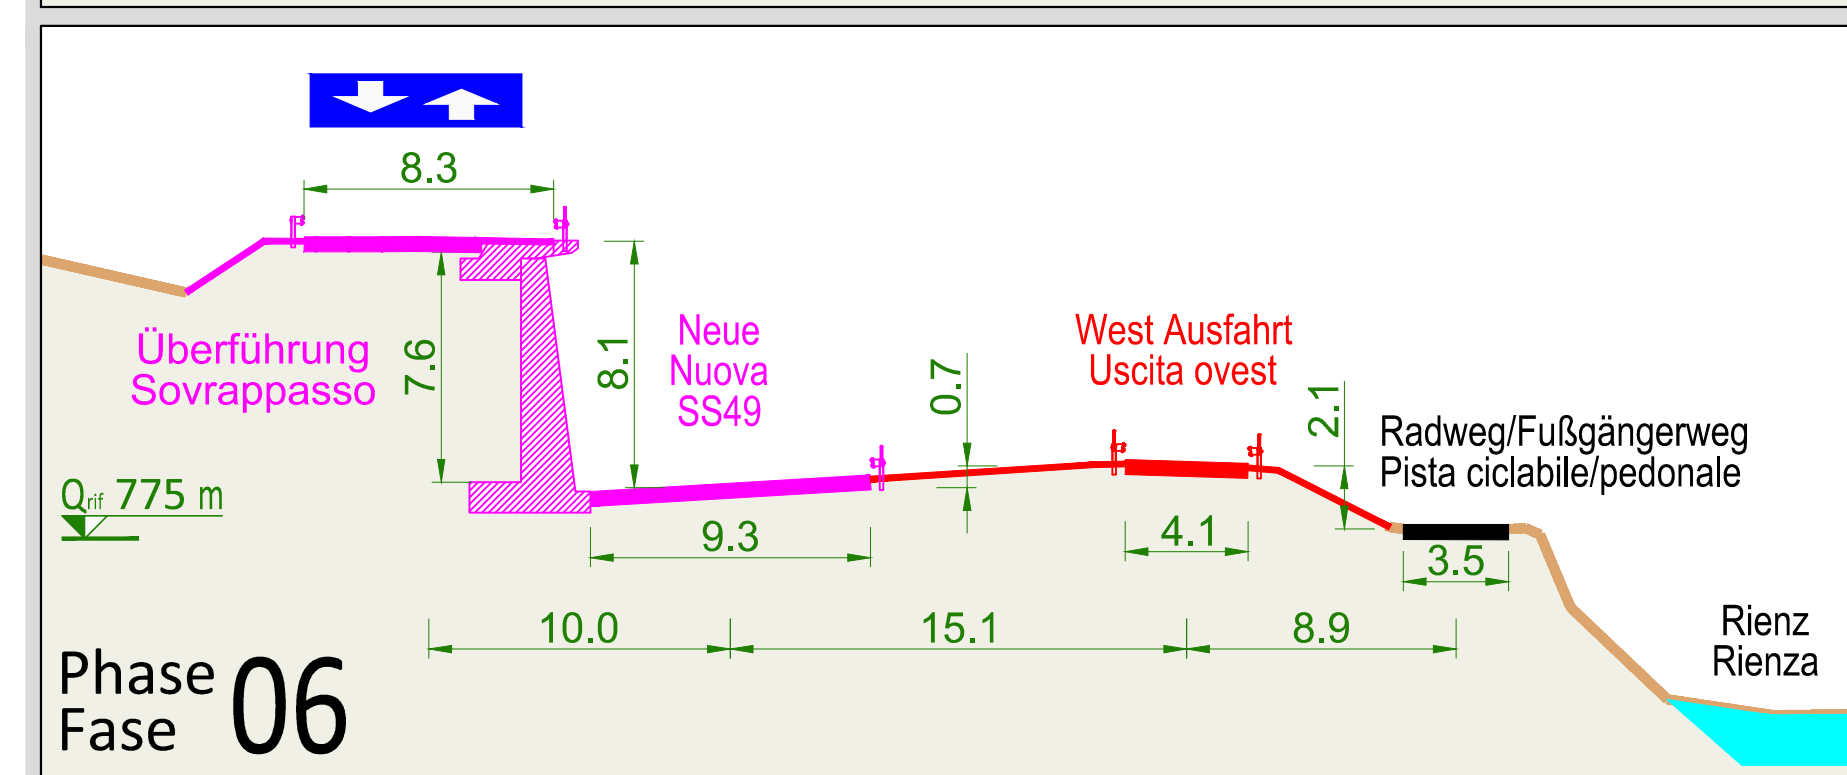 8.3
Überführung
Sovrappasso
7.6
8.1
Neue
Nuova
SS49
0.7
West Ausfahrt
Uscita ovest
2.1
Radweg/Fußgängerweg
Pista ciclabile/pedonale
Qrif 775 m
9.3
4.1
3.5
10.0
15.1
8.9
Rienz
Rienza
Phase
Fase
06